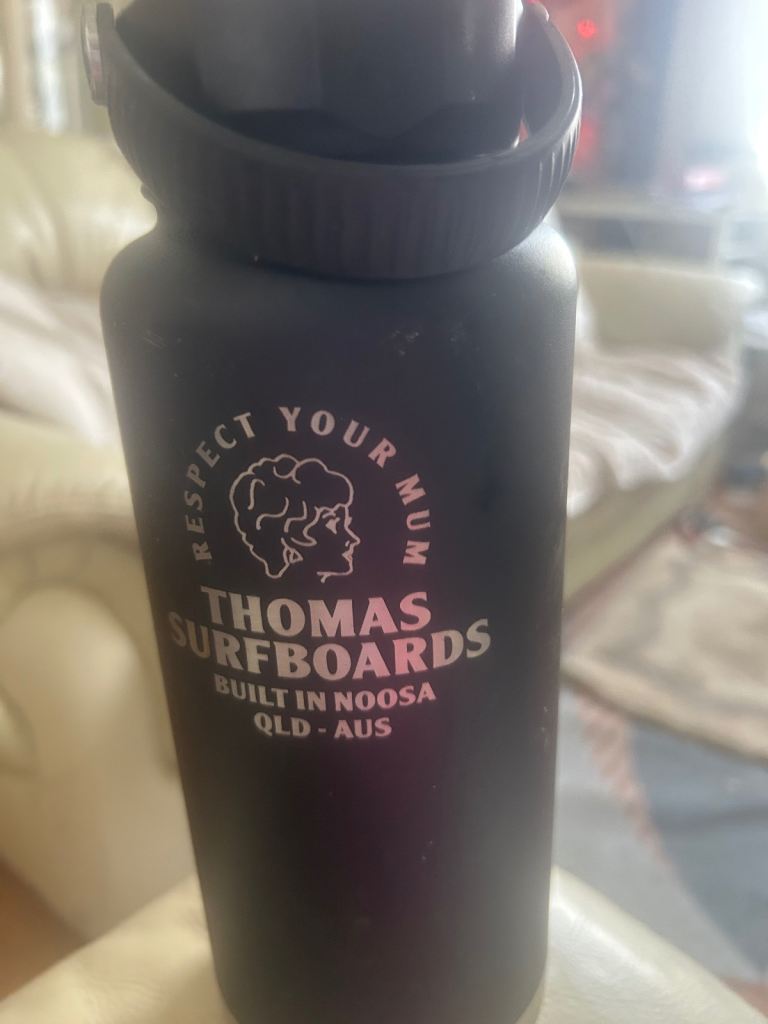 RESPECT YOUR MUM
THOMAS
SURFBOARDS
BUILT IN NOOSA
QLD - AUS